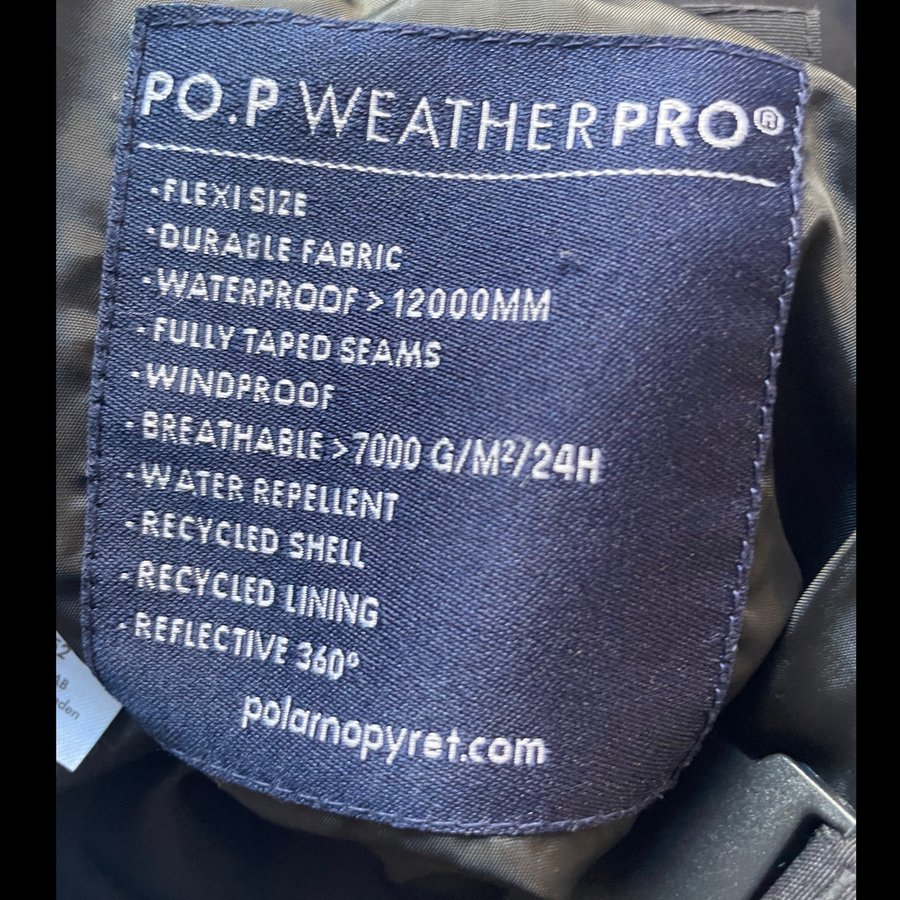 PO.P WEATHERPRO®
-FLEXI SIZE
-DURABLE FABRIC
-WATERPROOF > 12000MM
-FULLY TAPED SEAMS
-WINDPROOF
-BREATHABLE >7000 G/M²/24H
-WATER REPELLENT
-RECYCLED SHELL
-RECYCLED LINING
-REFLECTIVE 360°
polarnopyret.com